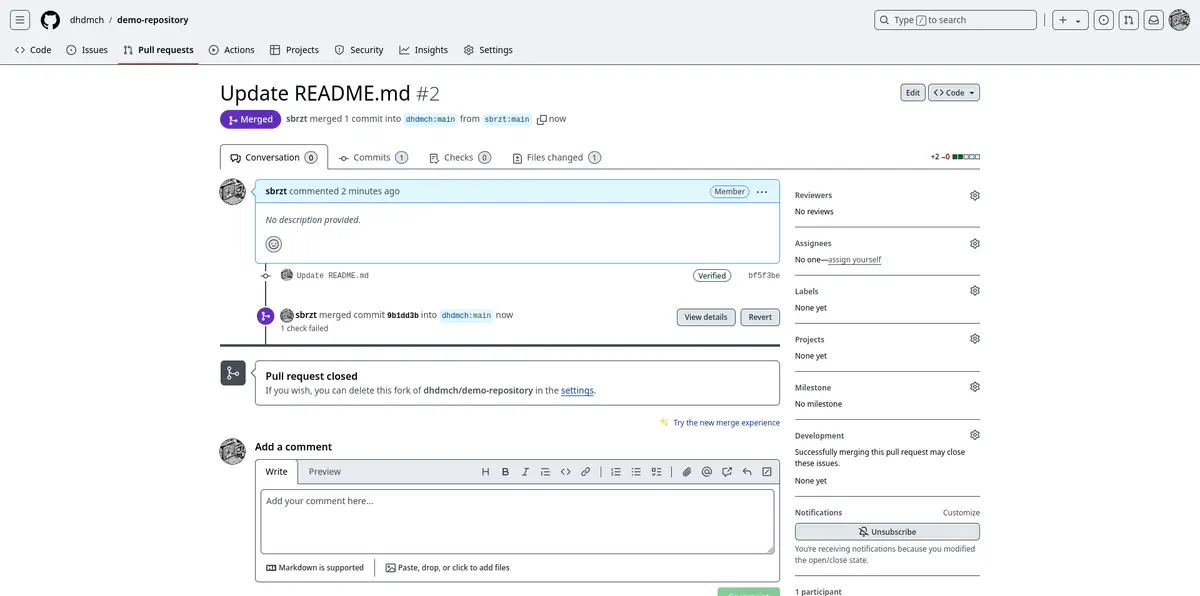 dhdmch / demo-repository
Type / to search
Code Issues Pull requests Actions Projects Security Insights Settings
Update README.md #2
Edit
Code
Merged
sbrzt merged 1 commit into dhdmch:main from sbrzt:main now
Conversation 0
Commits 1
Checks 0
Files changed 1
+2 −0
sbrzt commented 2 minutes ago
Member
No description provided.
Update README.md
Verified
bf5f3be
sbrzt merged commit 9b1dd3b into dhdmch:main now
1 check failed
View details
Revert
Pull request closed
If you wish, you can delete this fork of dhdmch/demo-repository in the settings.
Try the new merge experience
Add a comment
Write
Preview
Add your comment here...
Markdown is supported
Paste, drop, or click to add files
Reviewers
No reviews
Assignees
No one—assign yourself
Labels
None yet
Projects
None yet
Milestone
No milestone
Development
Successfully merging this pull request may close
these issues.
None yet
Notifications
Customize
Unsubscribe
You're receiving notifications because you modified
the open/close state.
1 participant